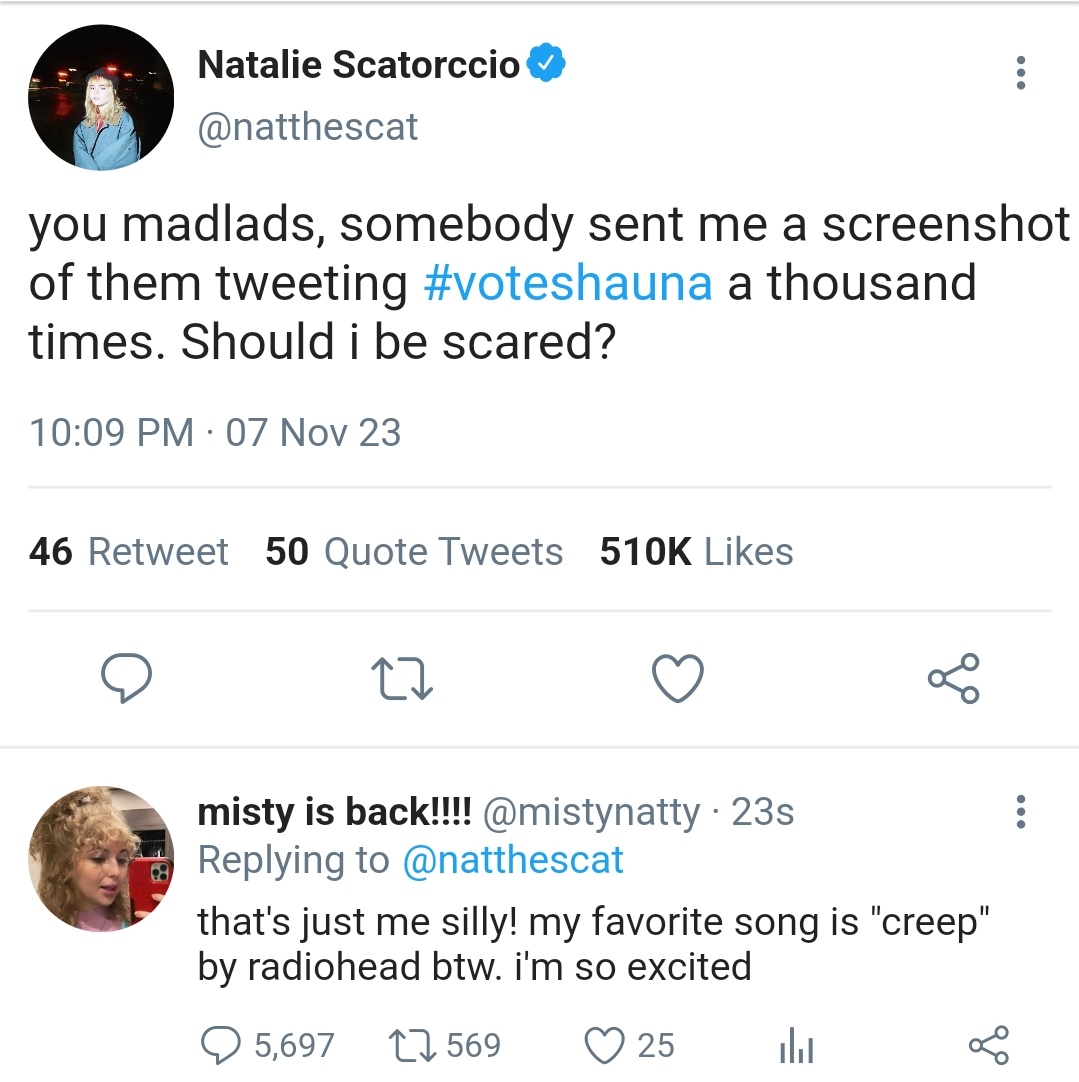 Natalie Scatorccio
@natthescat
you madlads, somebody sent me a screenshot
of them tweeting #voteshauna a thousand
times. Should i be scared?
10:09 PM · 07 Nov 23
46 Retweet 50 Quote Tweets 510K Likes
misty is back!!!! @mistynatty · 23s
Replying to @natthescat
that's just me silly! my favorite song is "creep"
by radiohead btw. i'm so excited
5,697 569 25